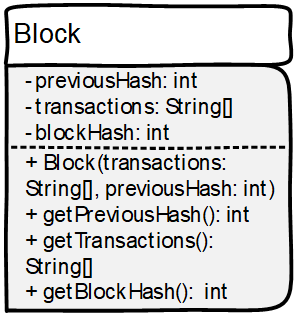 Block
- previousHash: int
- transactions: String[]
- blockHash: int
+ Block(transactions:
String[], previousHash: int)
+ getPreviousHash(): int
+ getTransactions():
String[]
+ getBlockHash(): int